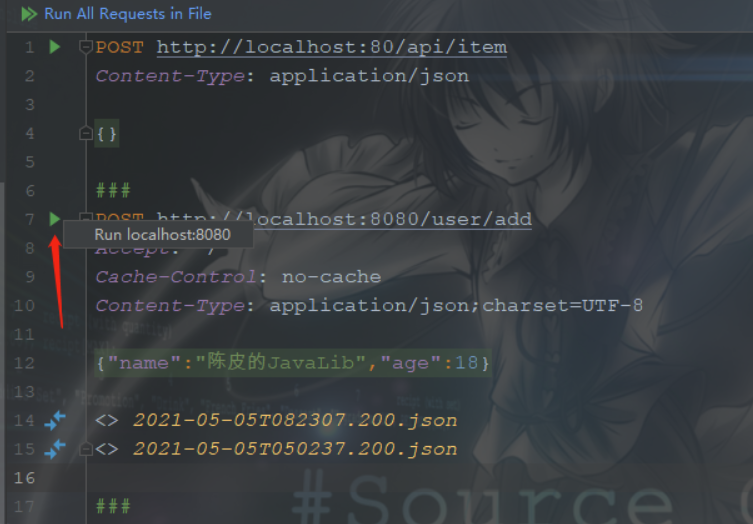 Run All Requests in File
1 POST http://localhost:80/api/item
2 Content-Type: application/json
3
4 {}
5
6 ###
7 POST http://localhost:8080/user/add
Run localhost:8080
8 Accept: */*
9 Cache-Control: no-cache
10 Content-Type: application/json;charset=UTF-8
11
12 {"name":"陈皮的JavaLib","age":18}
13
14 <> 2021-05-05T082307.200.json
15 <> 2021-05-05T050237.200.json
16
17 ###
#Source